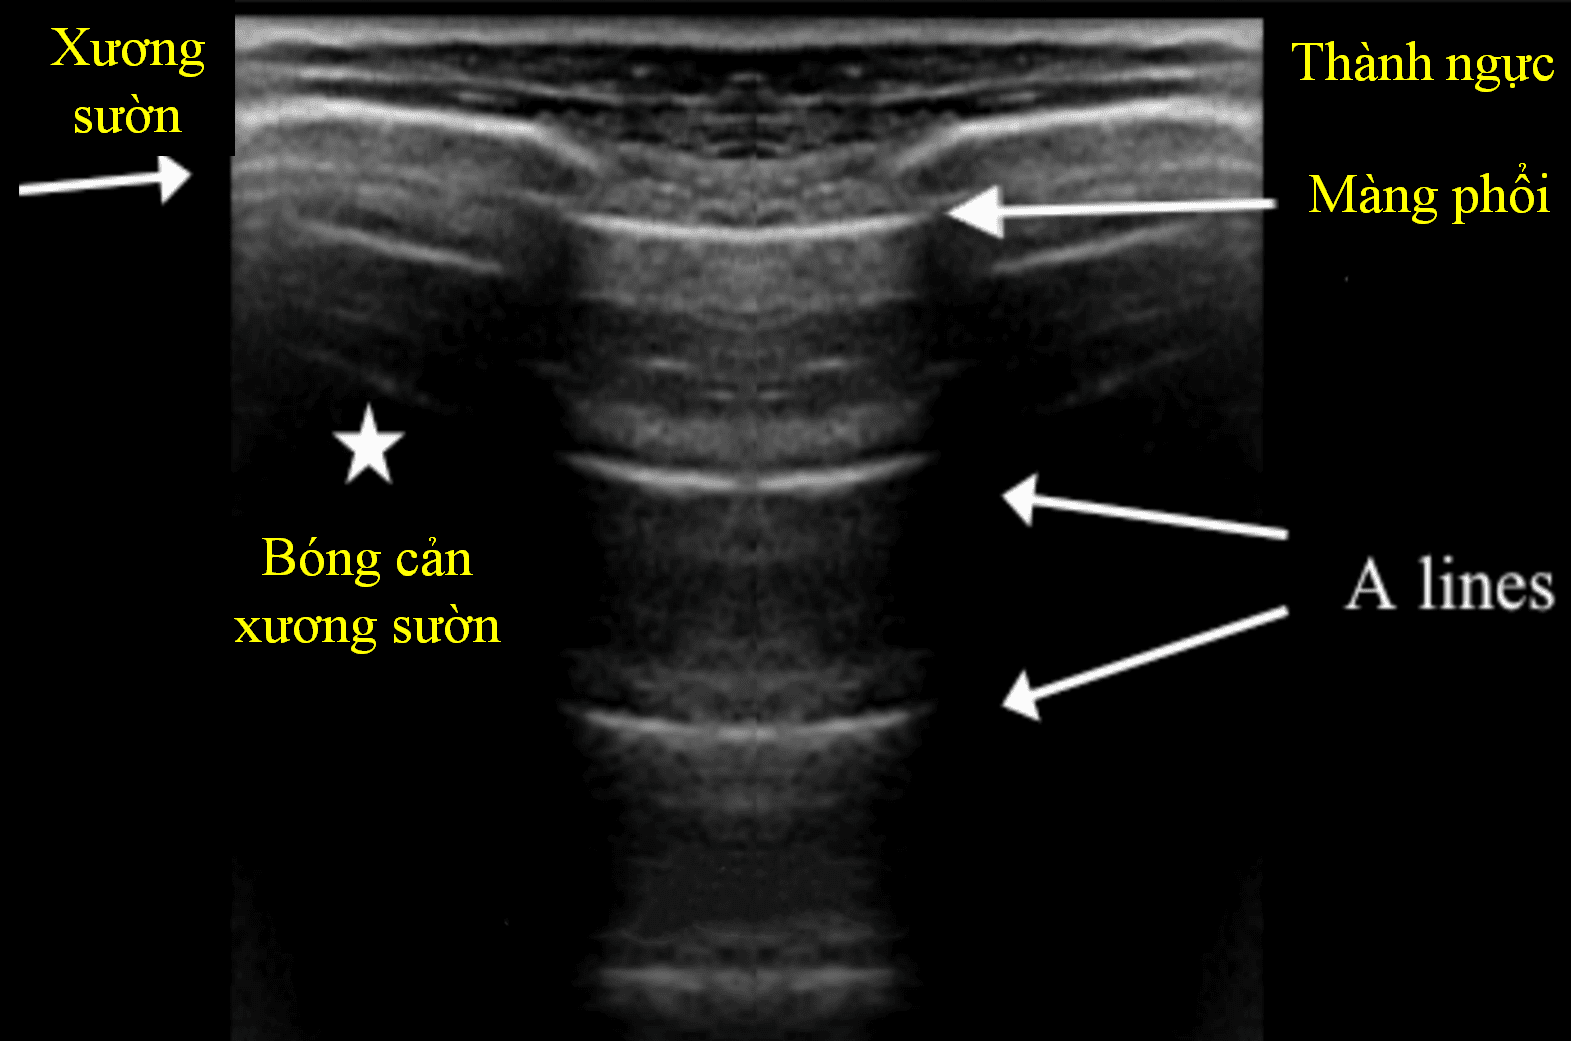 Xương
sườn
Thành ngực
Màng phổi
Bóng cản
xương sườn
A lines